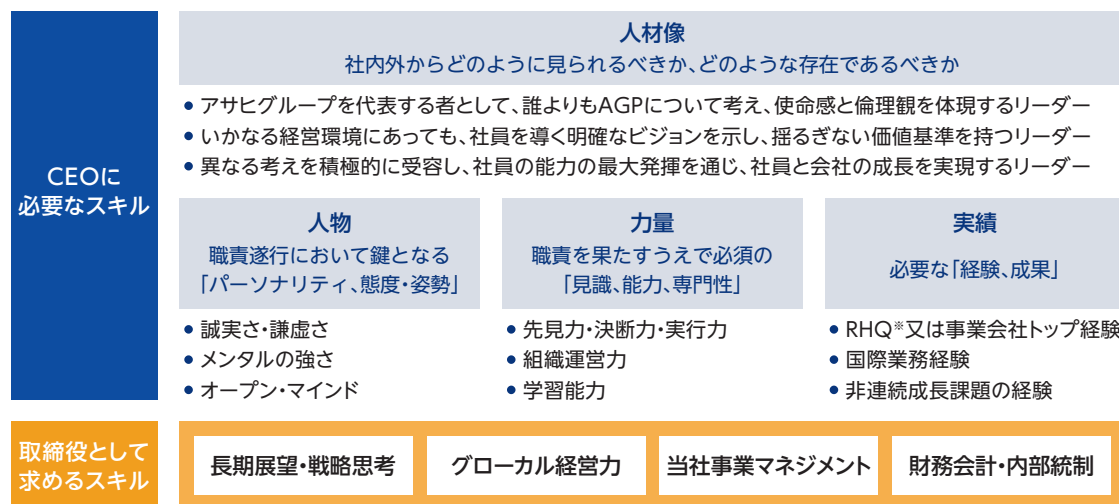 CEOに
必要なスキル
人材像
社内外からどのように見られるべきか、どのような存在であるべきか
• アサヒグループを代表する者として、誰よりもAGPについて考え、使命感と倫理観を体現するリーダー
• いかなる経営環境にあっても、社員を導く明確なビジョンを示し、揺るぎない価値基準を持つリーダー
• 異なる考えを積極的に受容し、社員の能力の最大発揮を通じ、社員と会社の成長を実現するリーダー
人物
職責遂行において鍵となる
「パーソナリティ、態度・姿勢」
• 誠実さ・謙虚さ
• メンタルの強さ
• オープン・マインド
力量
職責を果たすうえで必須の
「見識、能力、専門性」
• 先見力・決断力・実行力
• 組織運営力
• 学習能力
実績
必要な「経験、成果」
• RHQ※又は事業会社トップ経験
• 国際業務経験
• 非連続成長課題の経験
取締役として
求めるスキル
長期展望・戦略思考
グローカル経営力
当社事業マネジメント
財務会計・内部統制